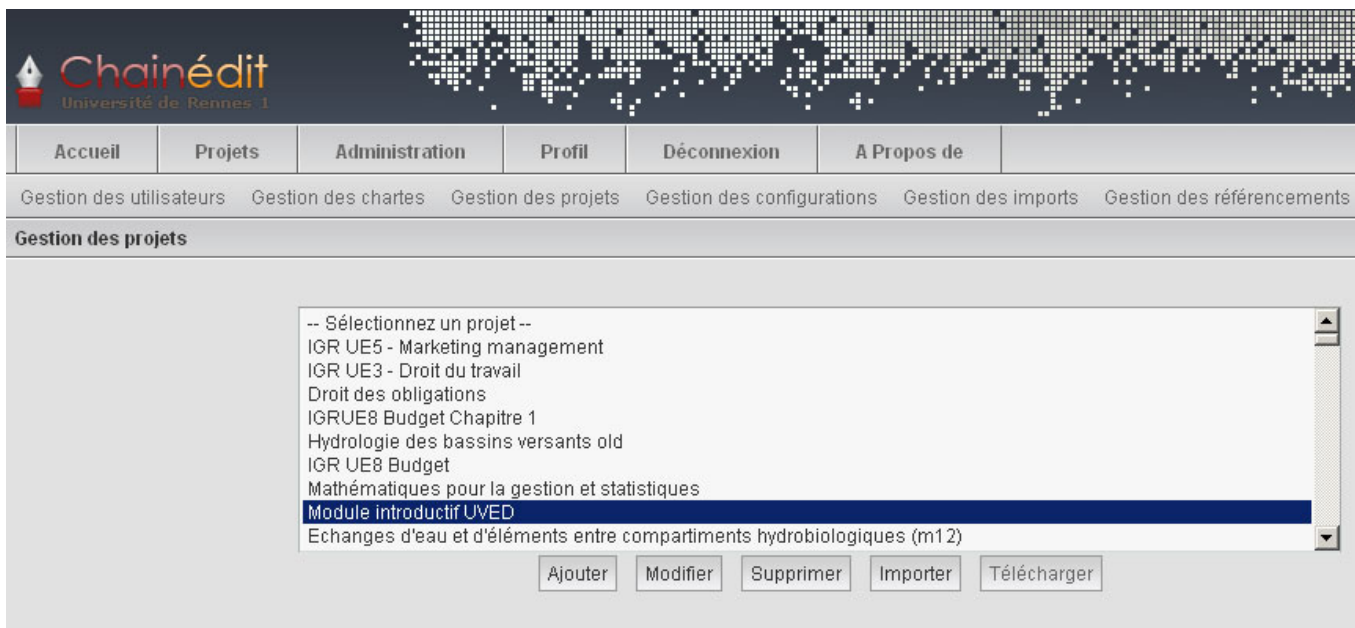 Chainédit
Université de Rennes 1
Accueil Projets Administration Profil Déconnexion A Propos de
Gestion des utilisateurs Gestion des chartes Gestion des projets Gestion des configurations Gestion des imports Gestion des référencements
Gestion des projets
-- Sélectionnez un projet --
IGR UE5 - Marketing management
IGR UE3 - Droit du travail
Droit des obligations
IGRUE8 Budget Chapitre 1
Hydrologie des bassins versants old
IGR UE8 Budget
Mathématiques pour la gestion et statistiques
Module introductif UVED
Echanges d'eau et d'éléments entre compartiments hydrobiologiques (m12)
Ajouter Modifier Supprimer Importer Télécharger